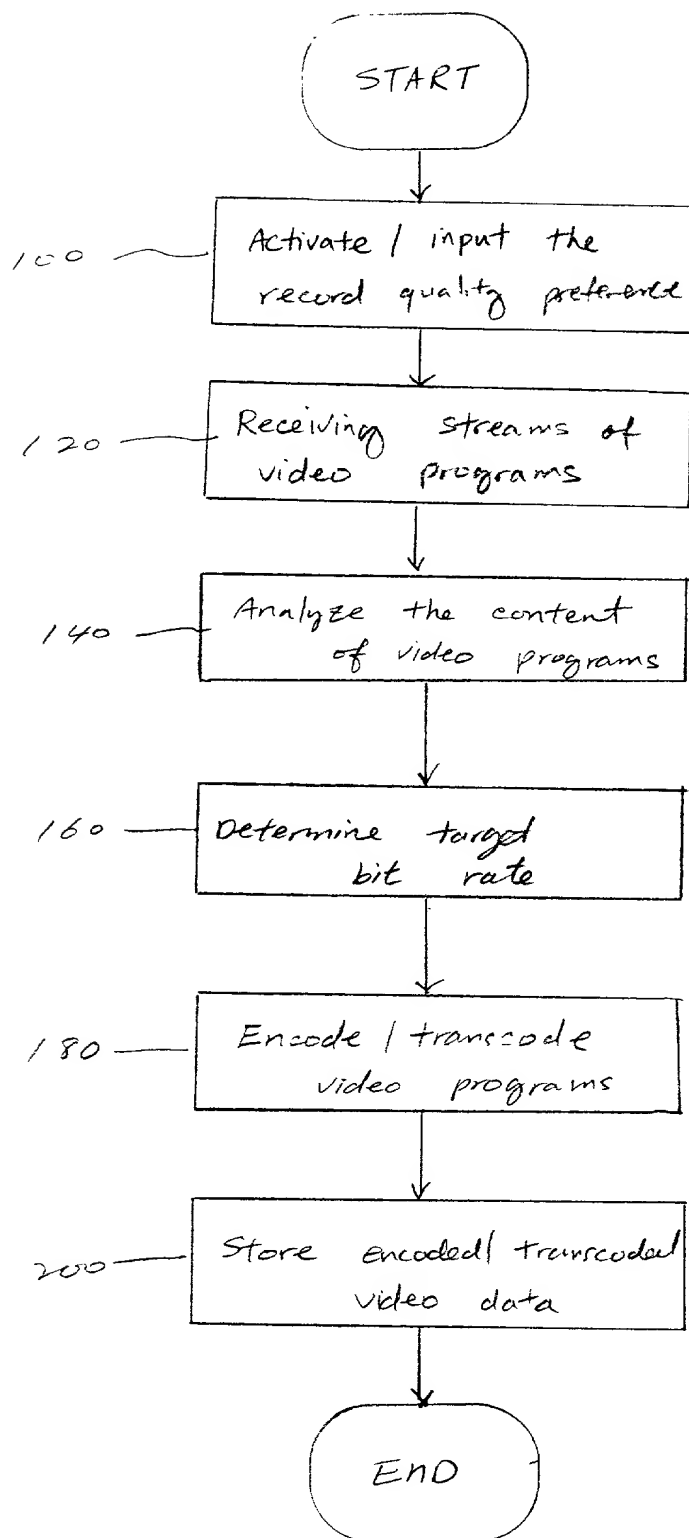 START
100
Activate / input the
record quality preference
120
Receiving streams of
video programs
140
Analyze the content
of video programs
160
Determine target
bit rate
180
Encode / transcode
video programs
200
Store encoded/ transcoded
video data
END